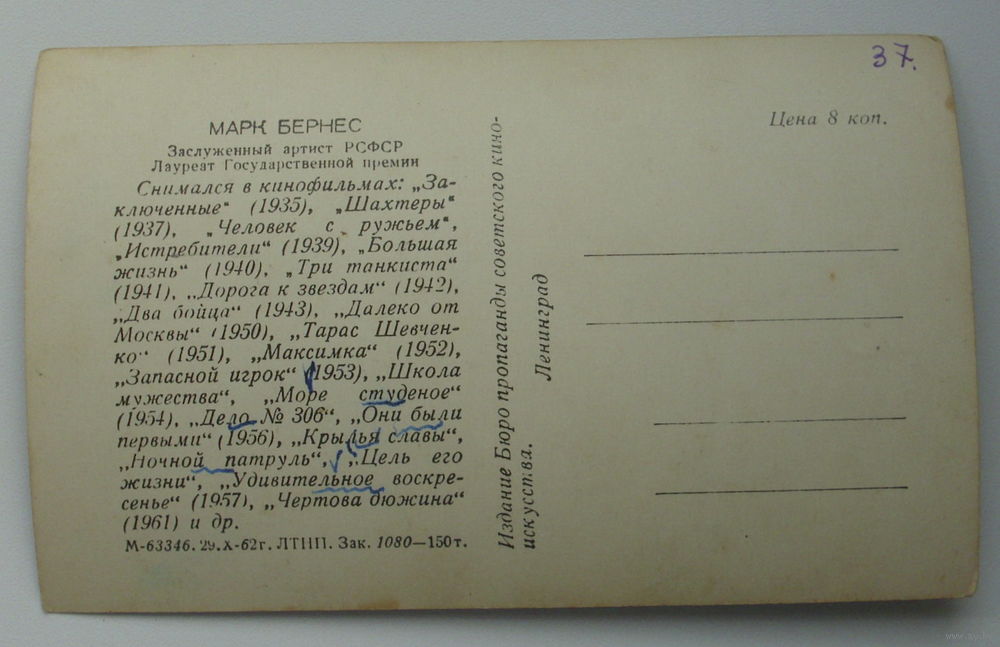 37.
МАРК БЕРНЕС
Заслуженный артист РСФСР
Лауреат Государственной премии
Снимался в кинофильмах: „За-
ключенные“ (1935), „Шахтеры“
(1937), „Человек с ружьем“,
„Истребители“ (1939), „Большая
жизнь“ (1940), „Три танкиста“
(1941), „Дорога к звездам“ (1942),
„Два бойца“ (1943), „Далеко от
Москвы“ (1950), „Тарас Шевчен-
ко“ (1951), „Максимка“ (1952),
„Запасной игрок“ (1953), „Школа
мужества“, „Море студеное“
(1954), „Дело № 306“, „Они были
первыми“ (1956), „Крылья славы“,
„Ночной патруль“, „Цель его
жизни“, „Удивительное воскре-
сенье“ (1957), „Чертова дюжина“
(1961) и др.
М-63346. 29.X-62г. ЛТНП. Зак. 1080—150т.
Издание Бюро пропаганды советского кино-
искусства.
Ленинград
Цена 8 коп.